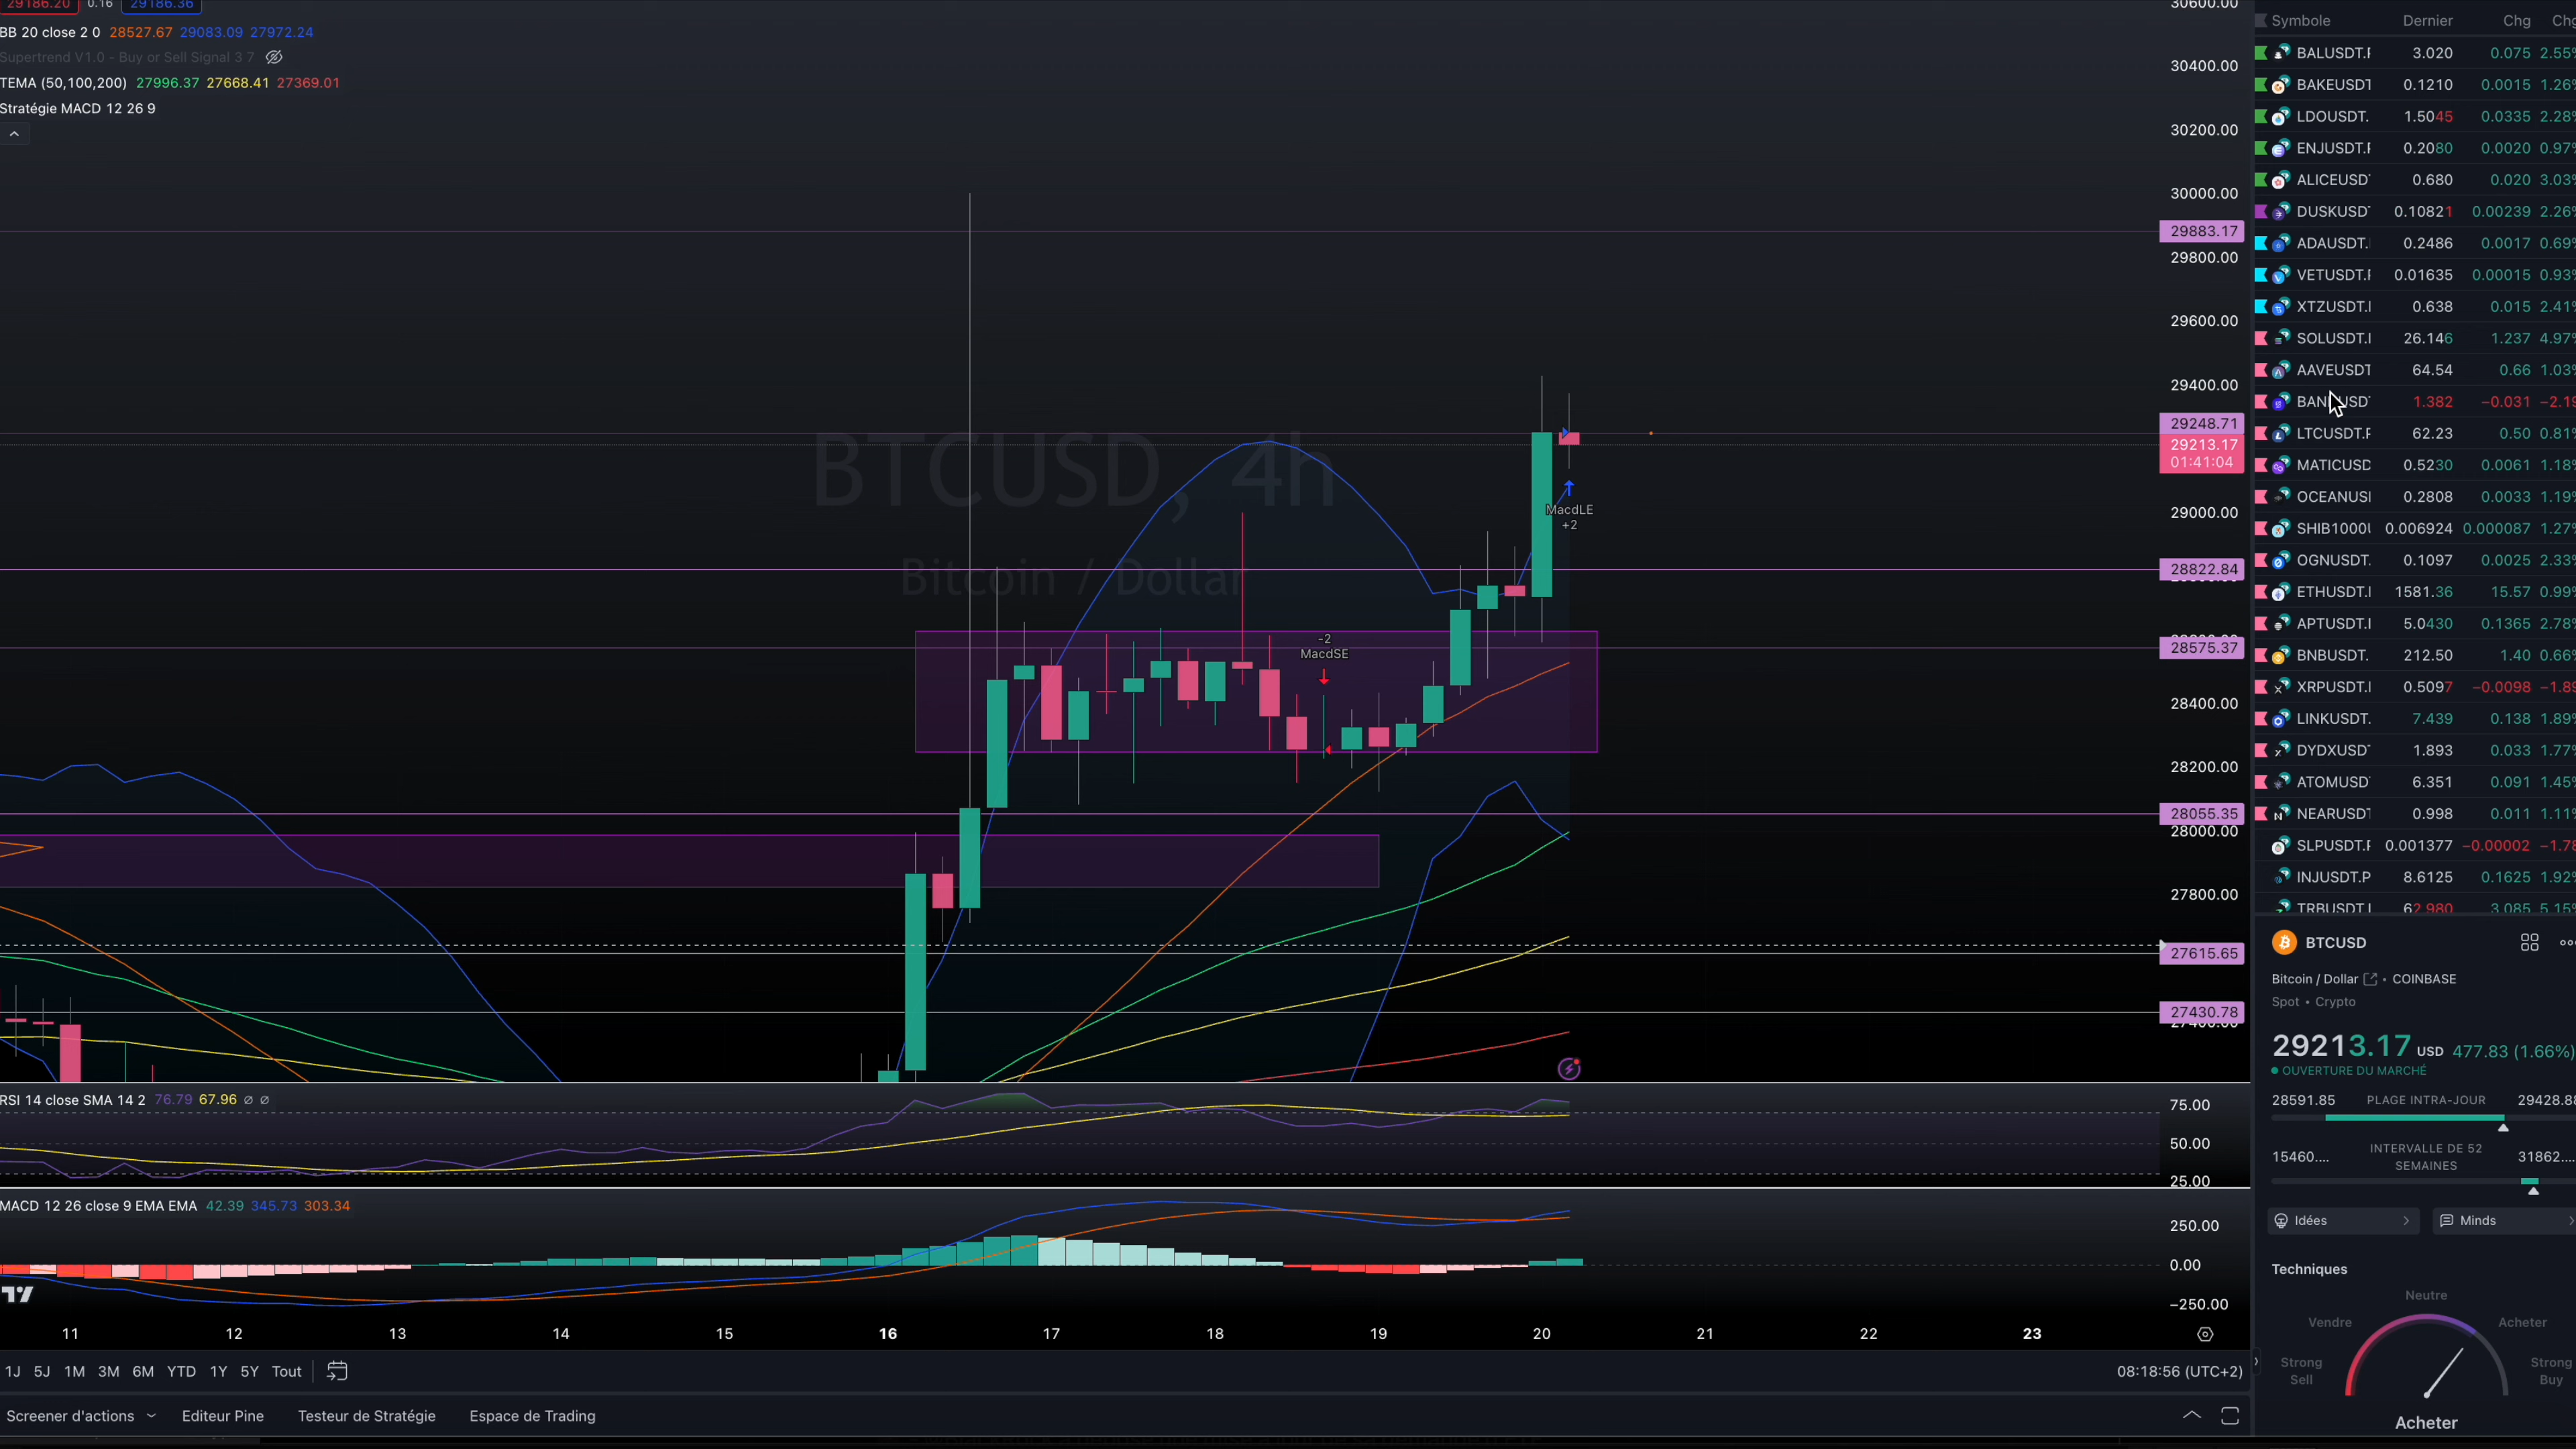 29186.20 0.16 29186.36
BB 20 close 2 0 28527.67 29083.09 27972.24
Supertrend V1.0 - Buy or Sell Signal 3 7
TEMA (50,100,200) 27996.37 27668.41 27369.01
Stratégie MACD 12 26 9
BTCUSD, 4h
Bitcoin / Dollar
MacdLE
+2
-2
MacdSE
30600.00
30400.00
30200.00
30000.00
29883.17
29800.00
29600.00
29400.00
29248.71
29213.17
01:41:04
29000.00
28822.84
28575.37
28400.00
28200.00
28055.35
28000.00
27800.00
27615.65
27430.78
27400.00
RSI 14 close SMA 14 2 76.79 67.96 ∅ ∅
75.00
50.00
25.00
MACD 12 26 close 9 EMA EMA 42.39 345.73 303.34
250.00
0.00
−250.00
11 12 13 14 15 16 17 18 19 20 21 22 23
1J 5J 1M 3M 6M YTD 1Y 5Y Tout
08:18:56 (UTC+2)
Screener d'actions Editeur Pine Testeur de Stratégie Espace de Trading
Symbole Dernier Chg
BALUSDT.P 3.020 0.075 2.55%
BAKEUSDT 0.1210 0.0015 1.26%
LDOUSDT. 1.5045 0.0335 2.28%
ENJUSDT.P 0.2080 0.0020 0.97%
ALICEUSD 0.680 0.020 3.03%
DUSKUSD 0.10821 0.00239 2.26%
ADAUSDT. 0.2486 0.0017 0.69%
VETUSDT.P 0.01635 0.00015 0.93%
XTZUSDT. 0.638 0.015 2.41%
SOLUSDT. 26.146 1.237 4.97%
AAVEUSDT 64.54 0.66 1.03%
1.382 −0.031 −2.19
LTCUSDT.P 62.23 0.50 0.81%
MATICUSD 0.5230 0.0061 1.18%
OCEANUS 0.2808 0.0033 1.19%
SHIB1000 0.006924 0.000087 1.27%
OGNUSDT. 0.1097 0.0025 2.33%
ETHUSDT. 1581.36 15.57 0.99%
APTUSDT. 5.0430 0.1365 2.78%
BNBUSDT. 212.50 1.40 0.66%
XRPUSDT. 0.5097 −0.0098 −1.89
LINKUSDT. 7.439 0.138 1.89%
DYDXUSD 1.893 0.033 1.77%
ATOMUSD 6.351 0.091 1.45%
NEARUSDT 0.998 0.011 1.11%
SLPUSDT.P 0.001377 −0.00002 −1.78
INJUSDT.P 8.6125 0.1625 1.92%
TRBUSDT. 62.980 3.085 5.15%
BTCUSD
Bitcoin / Dollar • COINBASE
Spot • Crypto
29213.17 USD 477.83 (1.66%)
OUVERTURE DU MARCHÉ
28591.85 PLAGE INTRA-JOUR 29428.88
15460.... INTERVALLE DE 52 SEMAINES 31862....
Idées Minds
Techniques
Neutre
Vendre Acheter
Strong Sell Strong Buy
Acheter